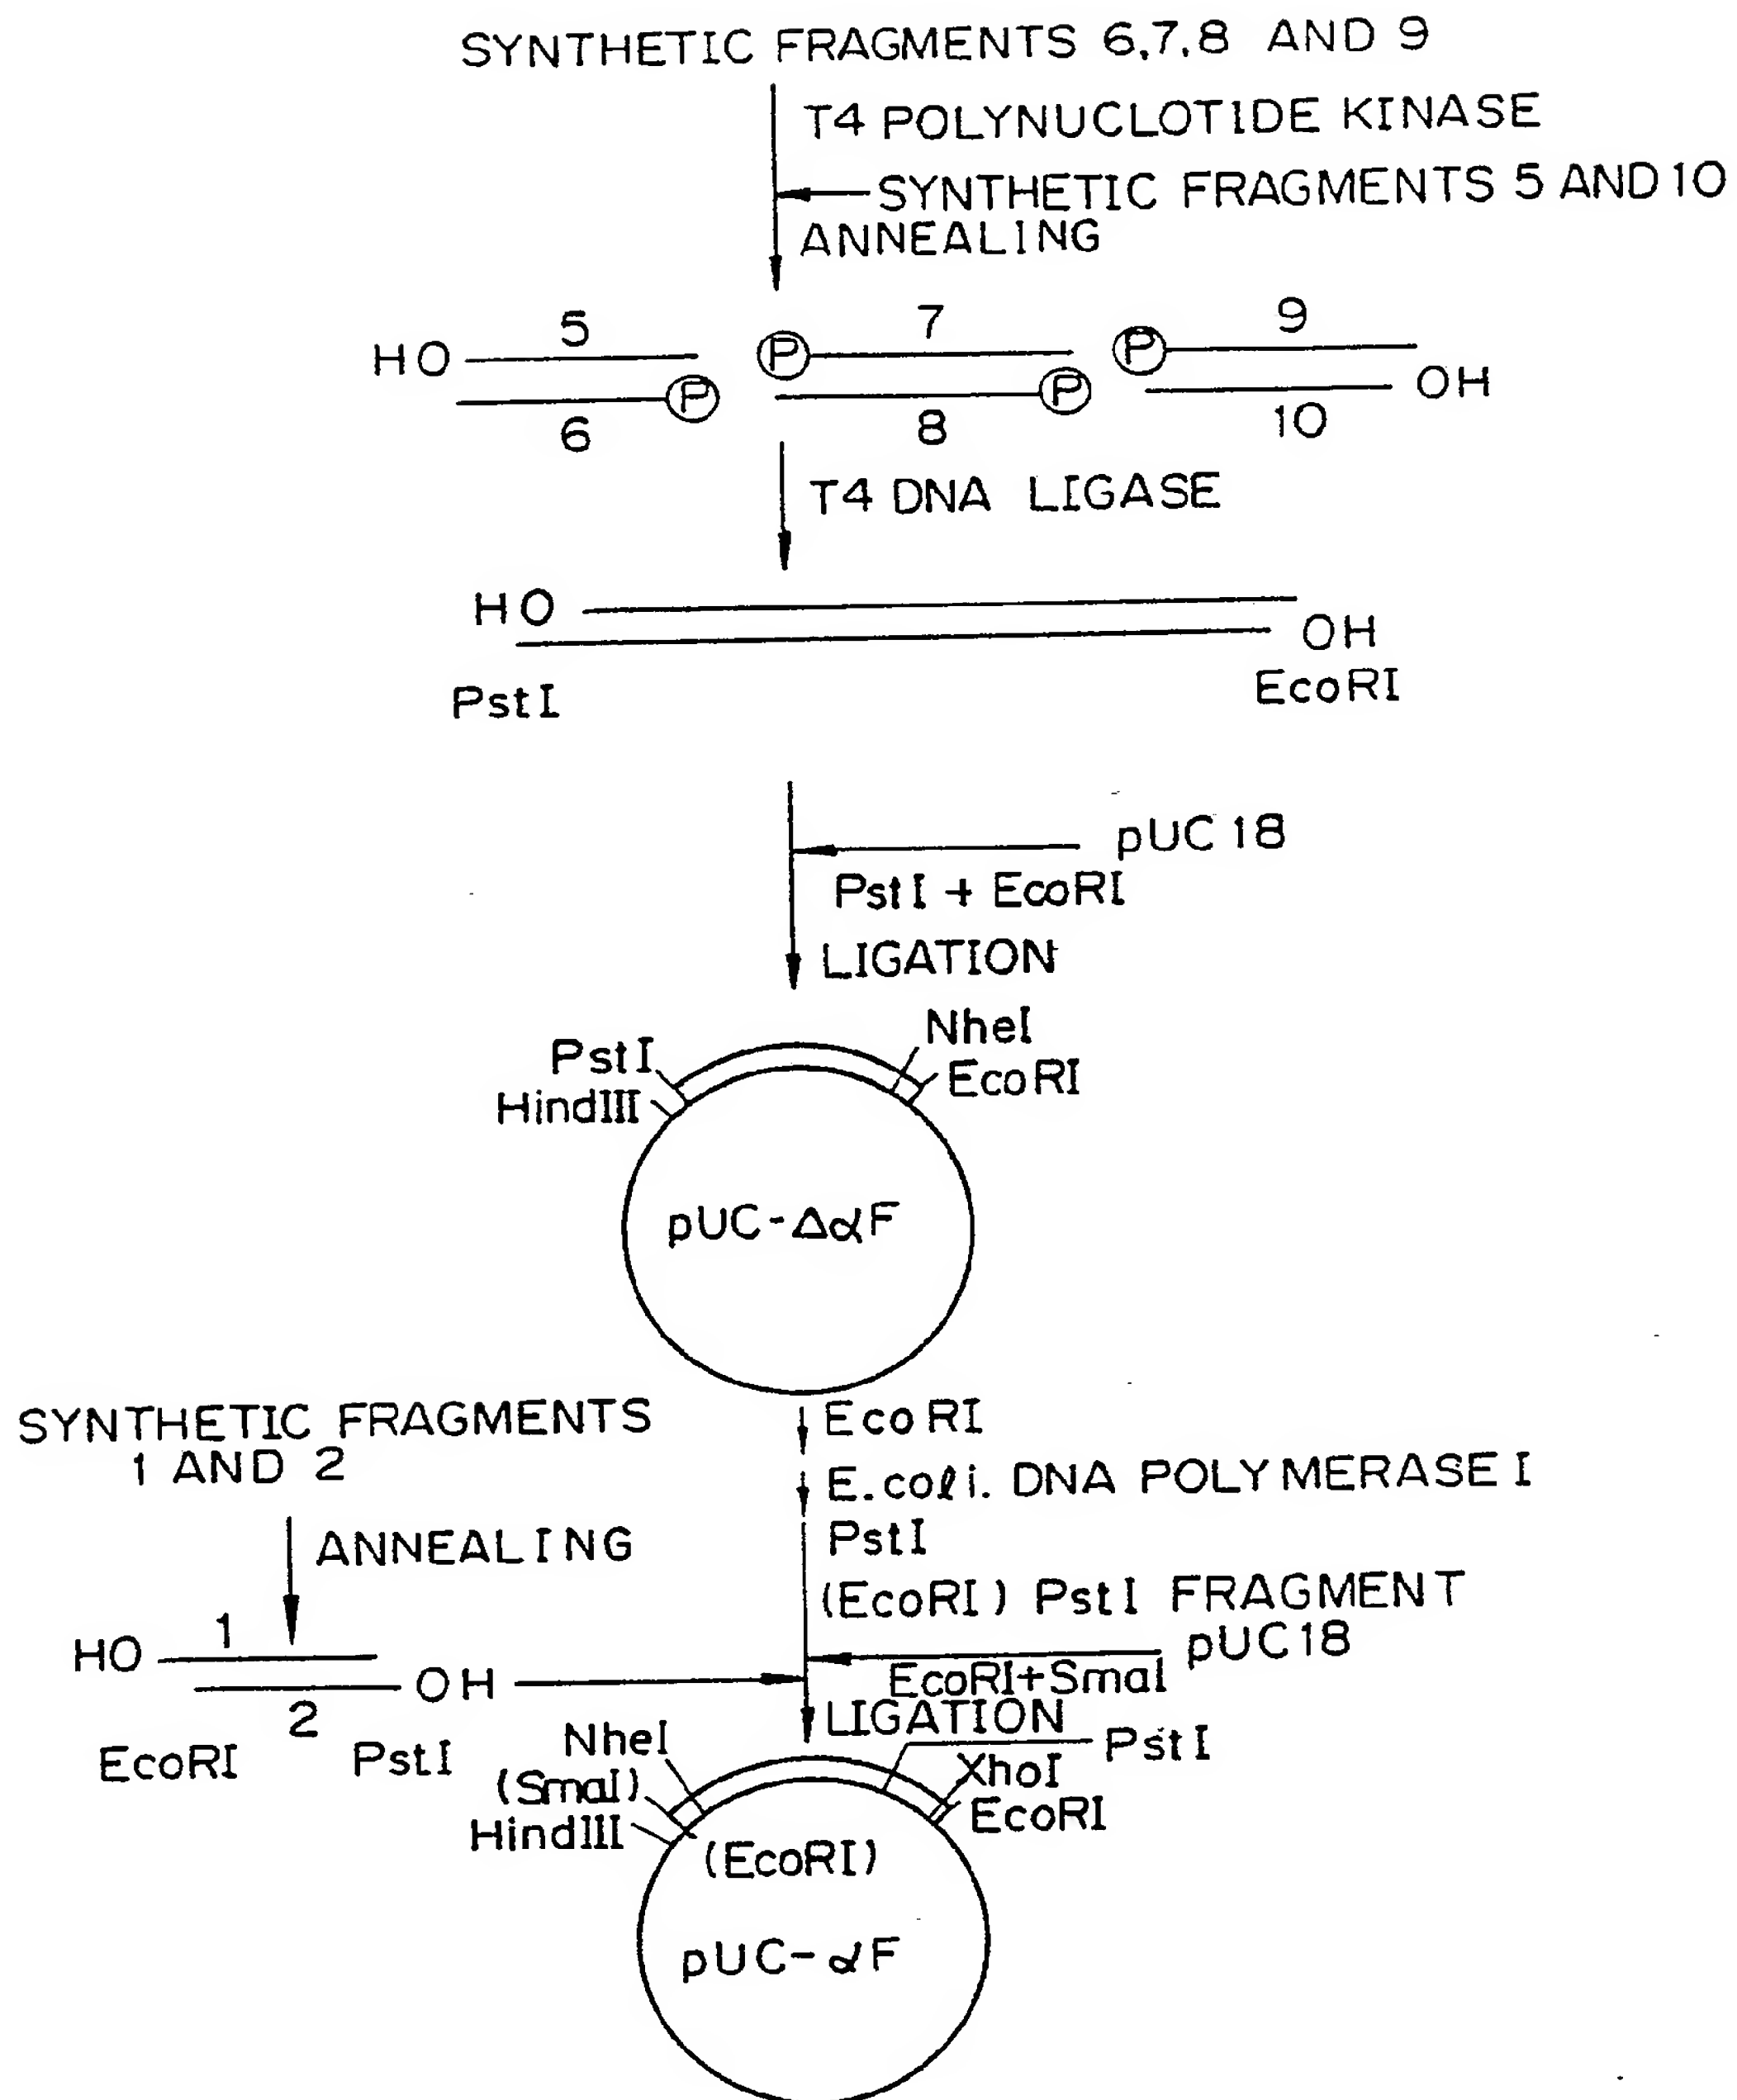 SYNTHETIC FRAGMENTS 6,7,8 AND 9
T4 POLYNUCLOTIDE KINASE
SYNTHETIC FRAGMENTS 5 AND 10
ANNEALING
HO 5 P 7 P 9
6 P 8 P 10 OH
T4 DNA LIGASE
HO
OH
PstI EcoRI
pUC 18
PstI + EcoRI
LIGATION
PstI NheI
HindIII EcoRI
pUC-ΔαF
SYNTHETIC FRAGMENTS
1 AND 2
EcoRI
E.coli. DNA POLYMERASE I
ANNEALING
PstI
(EcoRI) PstI FRAGMENT
HO 1
2 OH
EcoRI PstI
pUC18
EcoRI+SmaI
LIGATION
NheI PstI
(SmaI) XhoI
HindIII EcoRI
(EcoRI)
pUC-αF